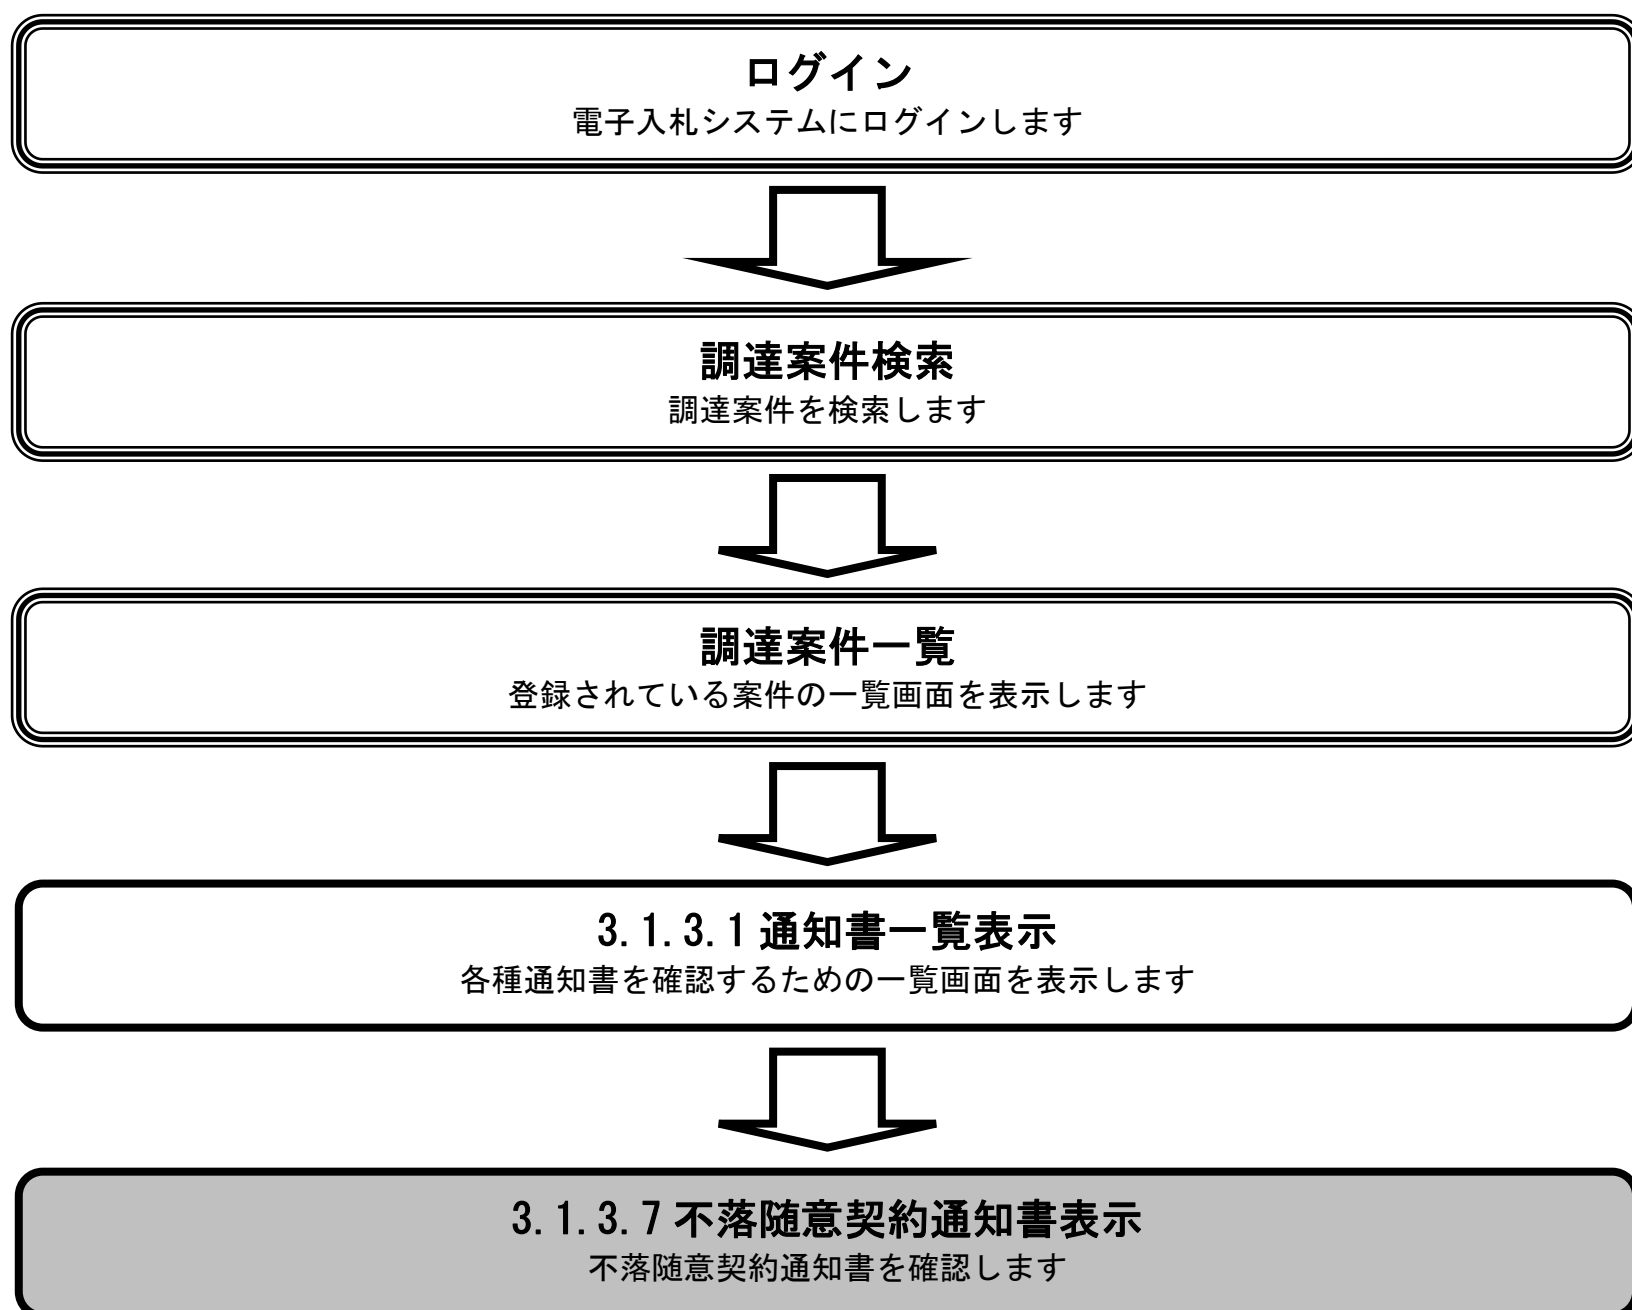 ログイン
電子入札システムにログインします
調達案件検索
調達案件を検索します
調達案件一覧
登録されている案件の一覧画面を表示します
3.1.3.1 通知書一覧表示
各種通知書を確認するための一覧画面を表示します
3.1.3.7 不落随意契約通知書表示
不落随意契約通知書を確認します